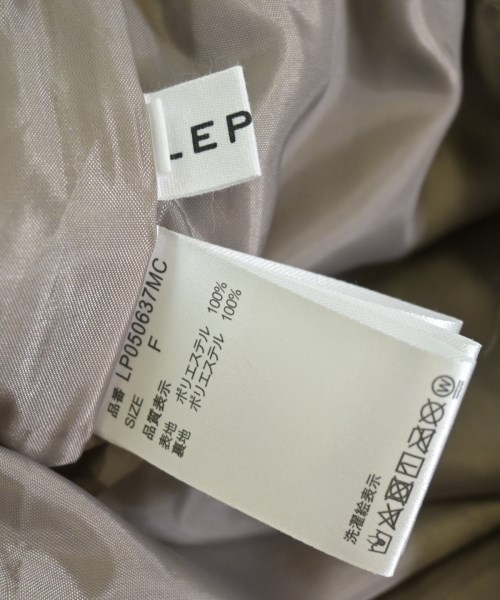 LEP
品番 LP050637MC
SIZE F
品質表示
表地 ポリエステル 100%
裏地 ポリエステル 100%
洗濯絵表示
W